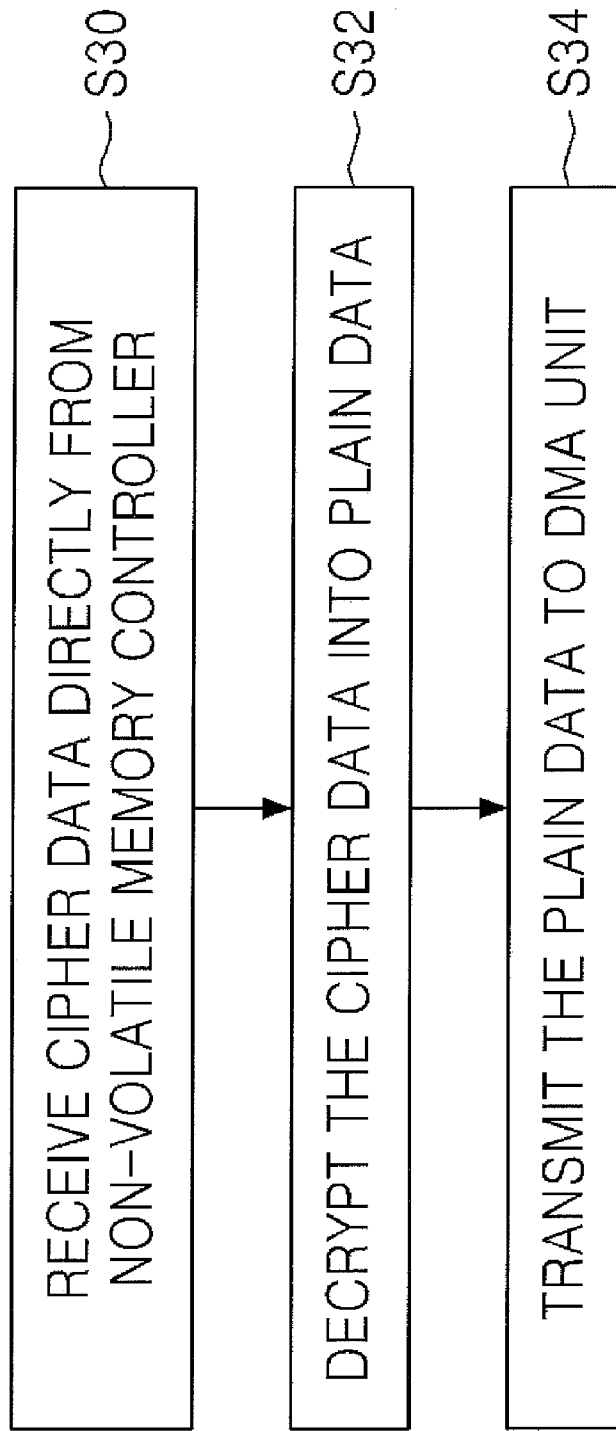 RECEIVE CIPHER DATA DIRECTLY FROM
NON-VOLATILE MEMORY CONTROLLER
S30
DECRYPT THE CIPHER DATA INTO PLAIN DATA
S32
TRANSMIT THE PLAIN DATA TO DMA UNIT
S34